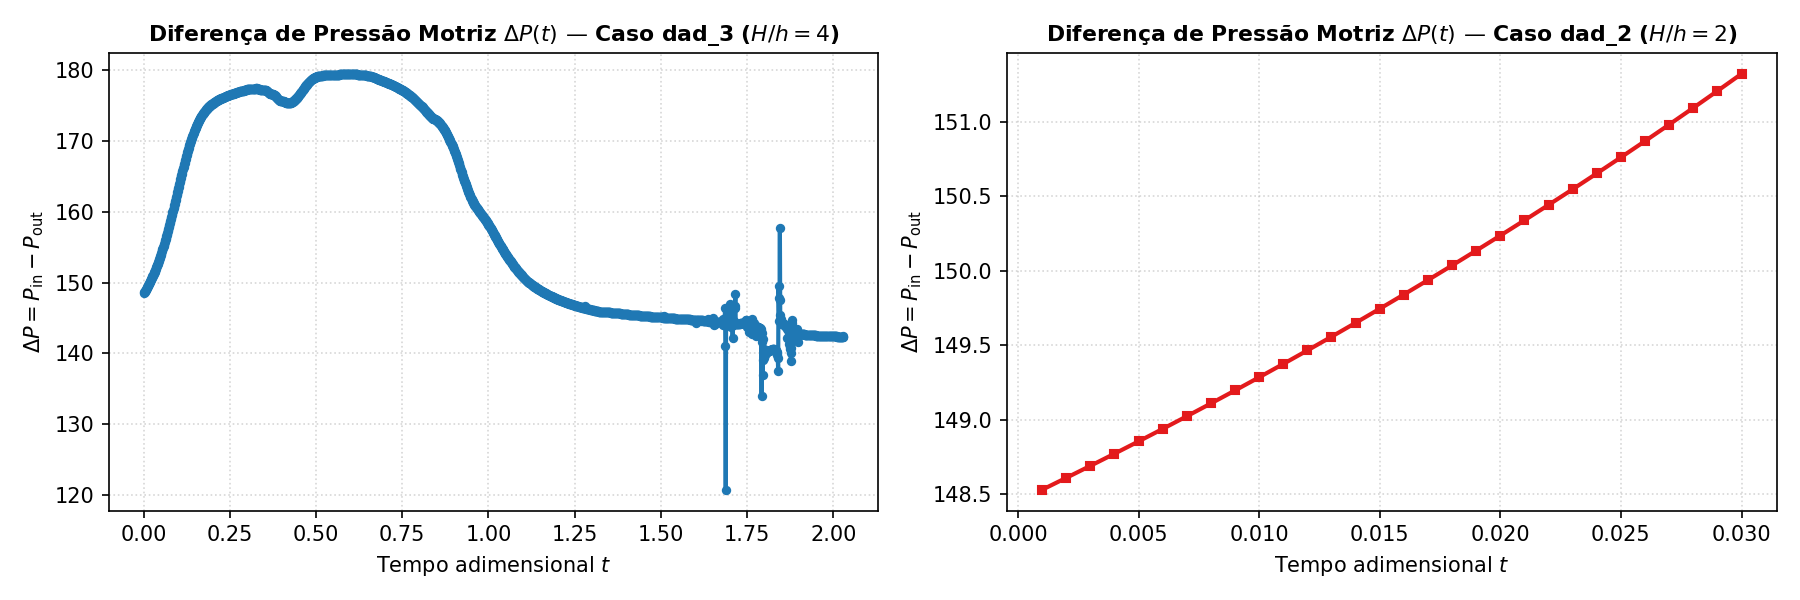 Diferença de Pressão Motriz ΔP(t) — Caso dad_3 (H/h = 4)
ΔP = P_in − P_out
180
170
160
150
140
130
120
0.00 0.25 0.50 0.75 1.00 1.25 1.50 1.75 2.00
Tempo adimensional t
Diferença de Pressão Motriz ΔP(t) — Caso dad_2 (H/h = 2)
ΔP = P_in − P_out
151.0
150.5
150.0
149.5
149.0
148.5
0.000 0.005 0.010 0.015 0.020 0.025 0.030
Tempo adimensional t